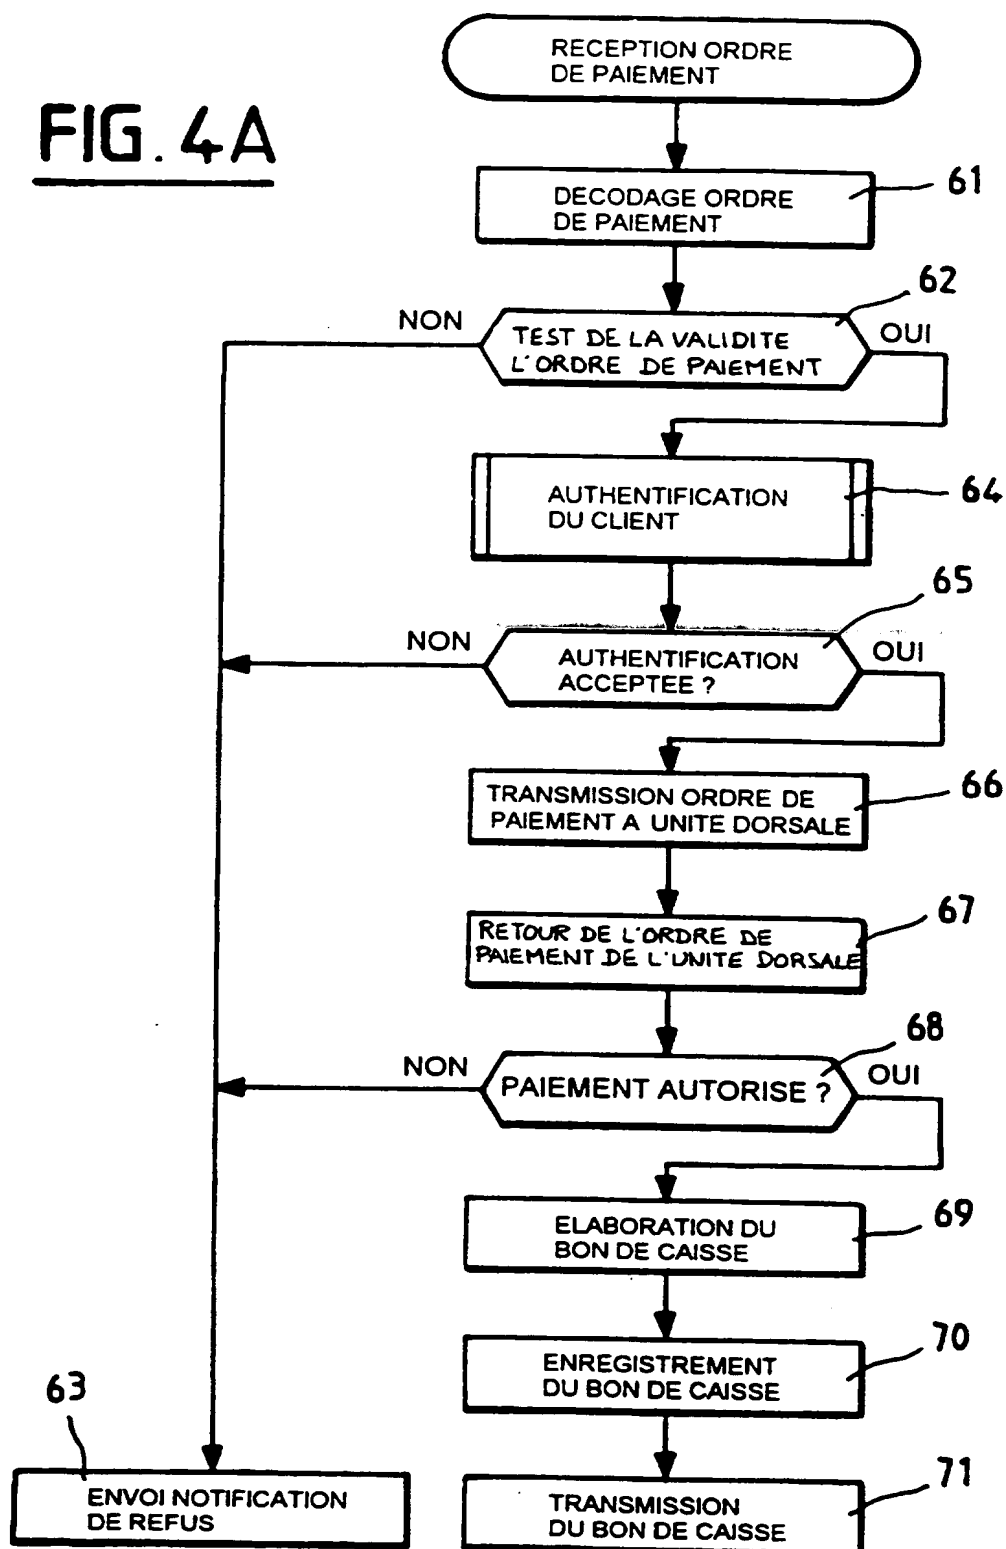 FIG. 4A
RECEPTION ORDRE
DE PAIEMENT
61
DECODAGE ORDRE
DE PAIEMENT
62
NON
OUI
TEST DE LA VALIDITE
L'ORDRE DE PAIEMENT
64
AUTHENTIFICATION
DU CLIENT
65
NON
OUI
AUTHENTIFICATION
ACCEPTEE ?
66
TRANSMISSION ORDRE DE
PAIEMENT A UNITE DORSALE
67
RETOUR DE L'ORDRE DE
PAIEMENT DE L'UNITE DORSALE
68
NON
OUI
PAIEMENT AUTORISE ?
69
ELABORATION DU
BON DE CAISSE
70
ENREGISTREMENT
DU BON DE CAISSE
63
ENVOI NOTIFICATION
DE REFUS
71
TRANSMISSION
DU BON DE CAISSE